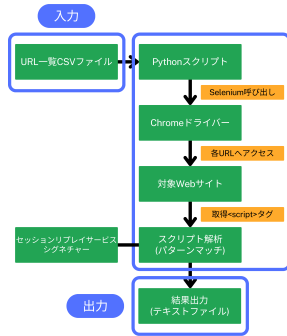 入力
URL一覧CSVファイル
Pythonスクリプト
Selenium呼び出し
Chromeドライバー
各URLへアクセス
対象Webサイト
取得<script>タグ
セッションリプレイサービス
シグネチャー
スクリプト解析
(パターンマッチ)
出力
結果出力
(テキストファイル)